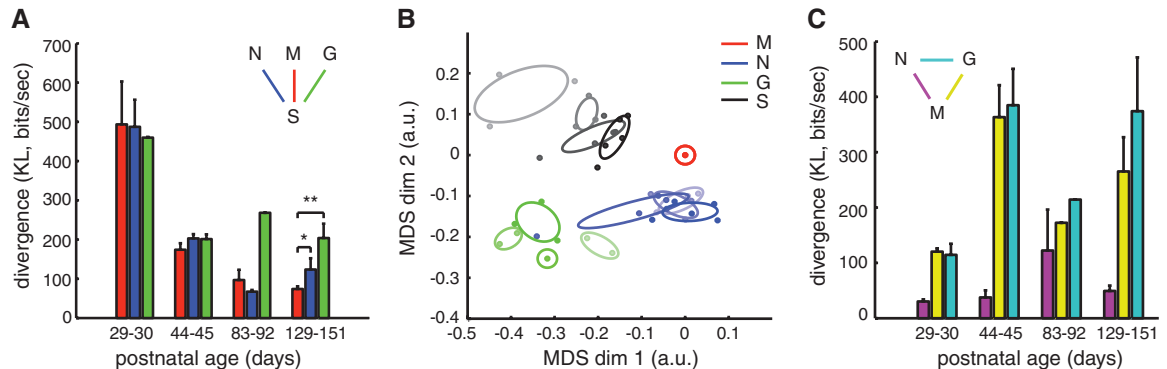 A
divergence (KL, bits/sec)
700
600
500
400
300
200
100
0
N M G
S
**
*
29-30 44-45 83-92 129-151
postnatal age (days)
B
MDS dim 2 (a.u.)
0.2
0.1
0
-0.1
-0.2
-0.3
M
N
G
S
-0.5 -0.4 -0.3 -0.2 -0.1 0 0.1
MDS dim 1 (a.u.)
C
divergence (KL, bits/sec)
500
400
300
200
100
0
N G
M
29-30 44-45 83-92 129-151
postnatal age (days)